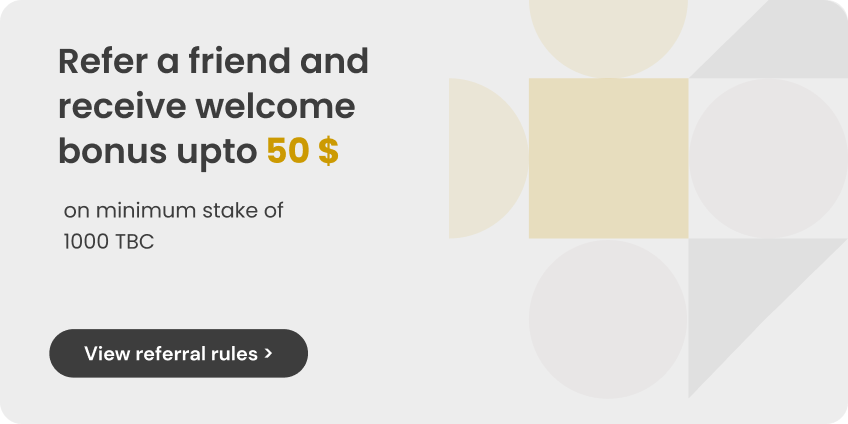 Refer a friend and
receive welcome
bonus upto 50 $
on minimum stake of
1000 TBC
View referral rules >